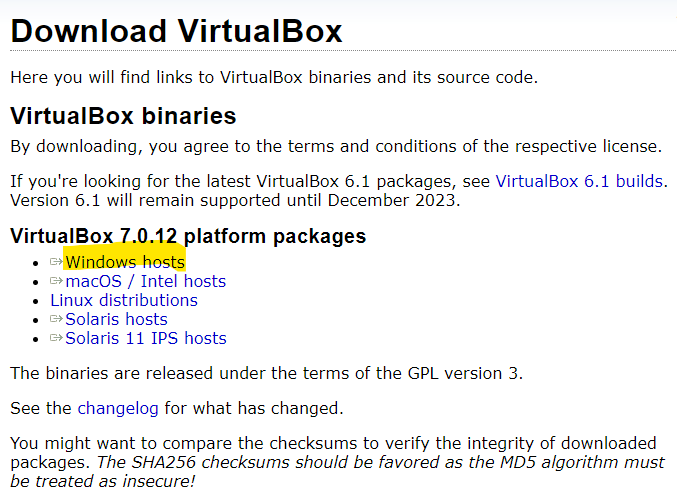 Download VirtualBox
Here you will find links to VirtualBox binaries and its source code.
VirtualBox binaries
By downloading, you agree to the terms and conditions of the respective license.
If you're looking for the latest VirtualBox 6.1 packages, see VirtualBox 6.1 builds.
Version 6.1 will remain supported until December 2023.
VirtualBox 7.0.12 platform packages
Windows hosts
macOS / Intel hosts
Linux distributions
Solaris hosts
Solaris 11 IPS hosts
The binaries are released under the terms of the GPL version 3.
See the changelog for what has changed.
You might want to compare the checksums to verify the integrity of downloaded
packages. The SHA256 checksums should be favored as the MD5 algorithm must
be treated as insecure!